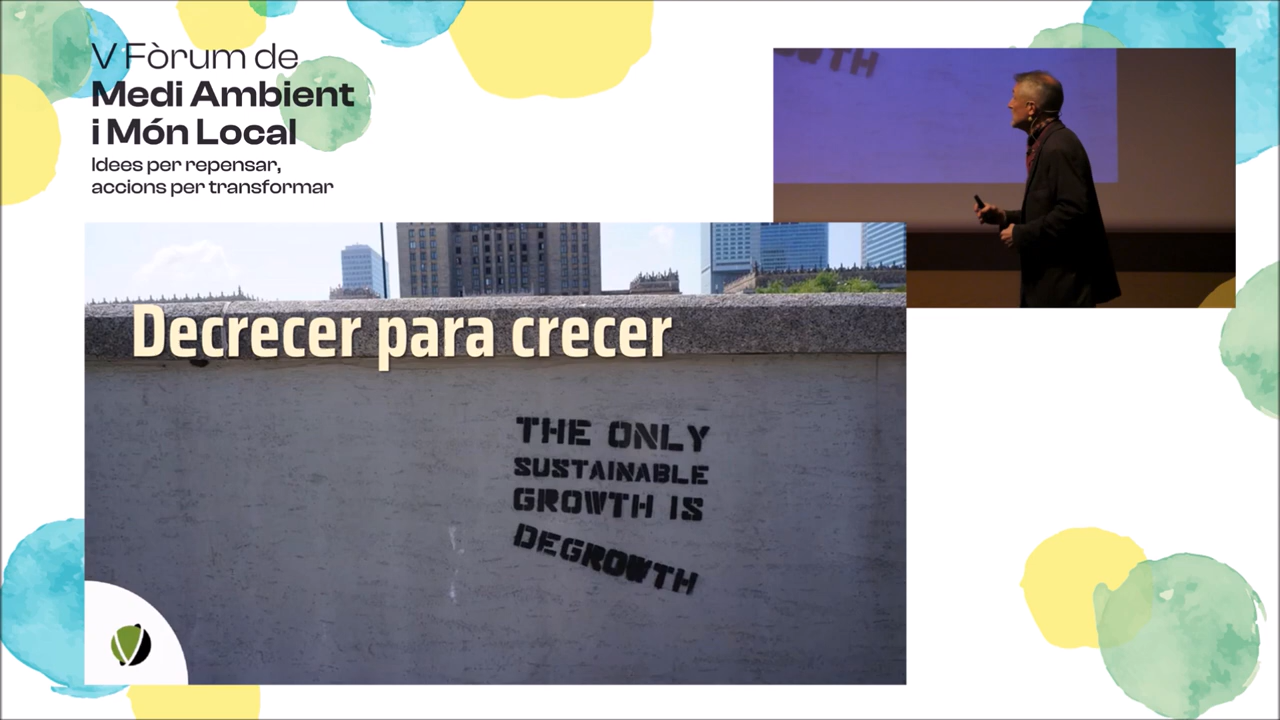 V Fòrum de
Medi Ambient
i Món Local
Idees per repensar,
accions per transformar
WTH
Decrecer para crecer
THE ONLY
SUSTAINABLE
GROWTH IS
DEGROWTH